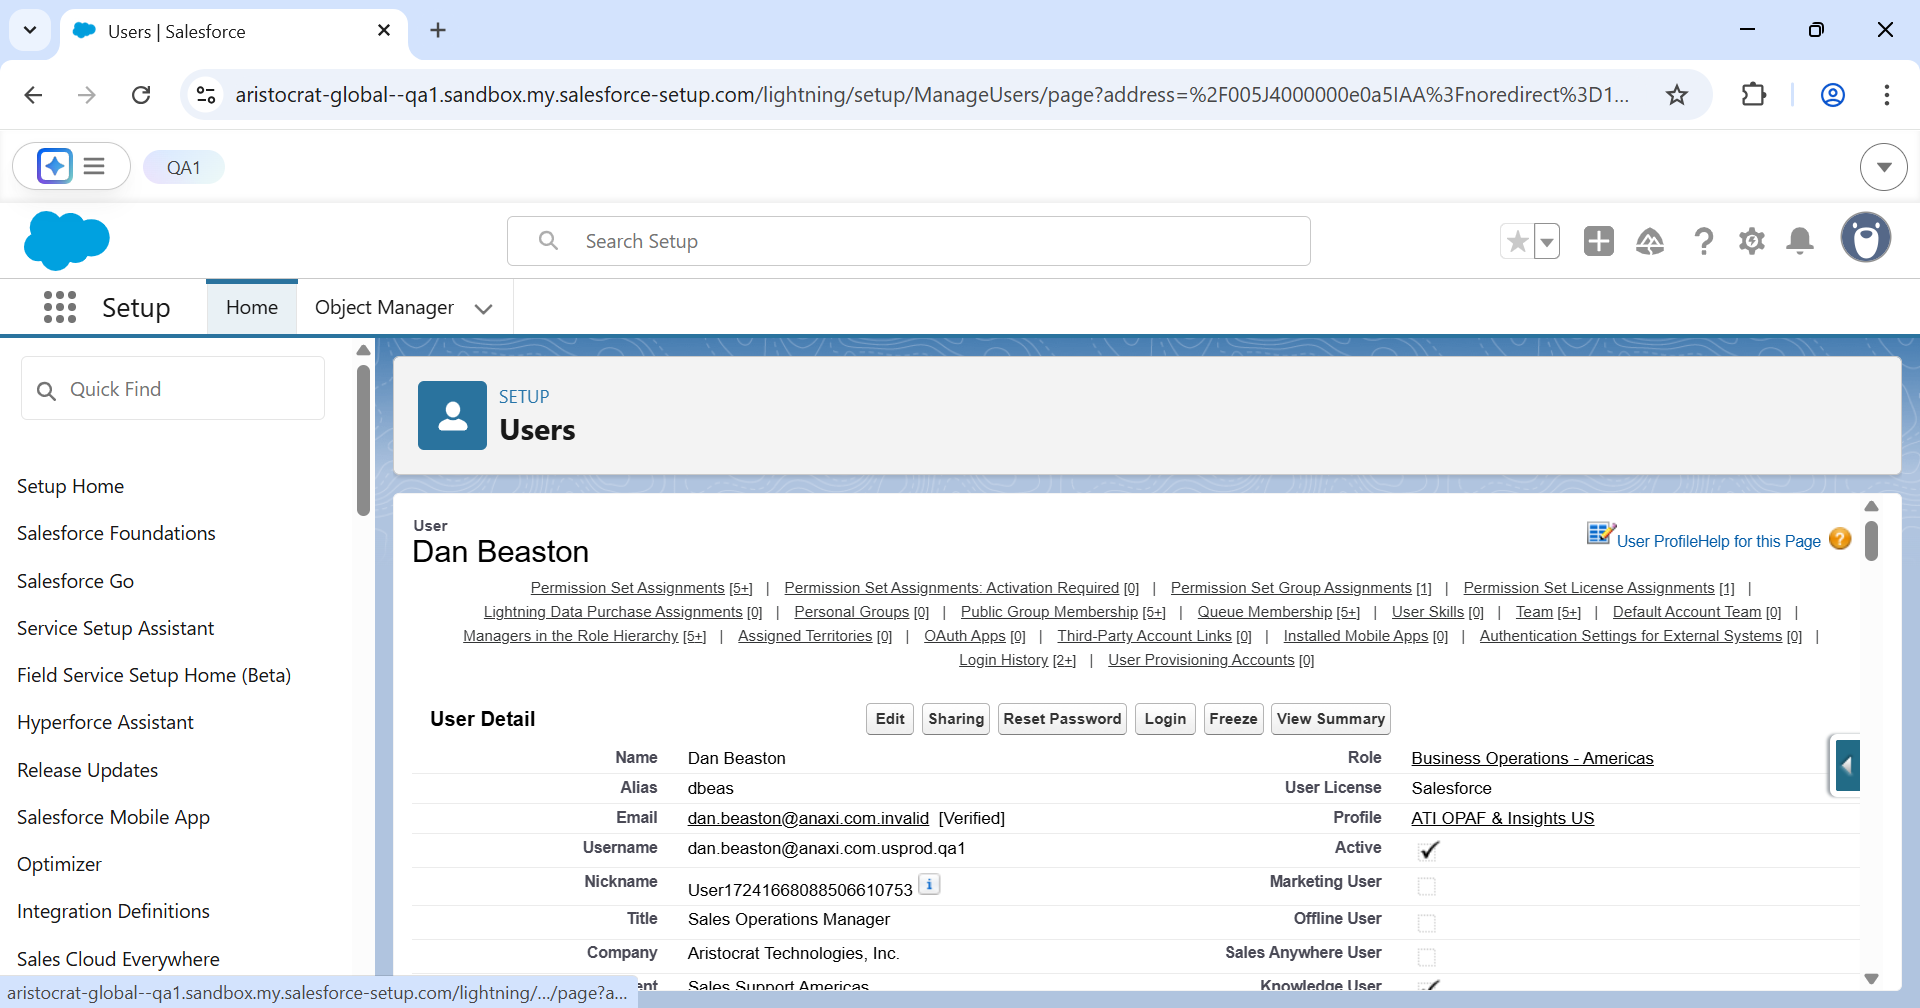 Users | Salesforce
aristocrat-global--qa1.sandbox.my.salesforce-setup.com/lightning/setup/ManageUsers/page?address=%2F005J4000000e0a5IAA%3Fnoredirect%3D1...
QA1
Search Setup
Setup
Home
Object Manager
Quick Find
Setup Home
Salesforce Foundations
Salesforce Go
Service Setup Assistant
Field Service Setup Home (Beta)
Hyperforce Assistant
Release Updates
Salesforce Mobile App
Optimizer
Integration Definitions
Sales Cloud Everywhere
aristocrat-global--qa1.sandbox.my.salesforce-setup.com/lightning/.../page?a...
SETUP
Users
User
Dan Beaston
User ProfileHelp for this Page
Permission Set Assignments [5+] | Permission Set Assignments: Activation Required [0] | Permission Set Group Assignments [1] | Permission Set License Assignments [1] |
Lightning Data Purchase Assignments [0] | Personal Groups [0] | Public Group Membership [5+] | Queue Membership [5+] | User Skills [0] | Team [5+] | Default Account Team [0] |
Managers in the Role Hierarchy [5+] | Assigned Territories [0] | OAuth Apps [0] | Third-Party Account Links [0] | Installed Mobile Apps [0] | Authentication Settings for External Systems [0] |
Login History [2+] | User Provisioning Accounts [0]
User Detail
Edit Sharing Reset Password Login Freeze View Summary
Name Dan Beaston Role Business Operations - Americas
Alias dbeas User License Salesforce
Email dan.beaston@anaxi.com.invalid [Verified] Profile ATI OPAF & Insights US
Username dan.beaston@anaxi.com.usprod.qa1 Active
Nickname User17241668088506610753 Marketing User
Title Sales Operations Manager Offline User
Company Aristocrat Technologies, Inc. Sales Anywhere User
ent Sales Support Americas Knowledge User